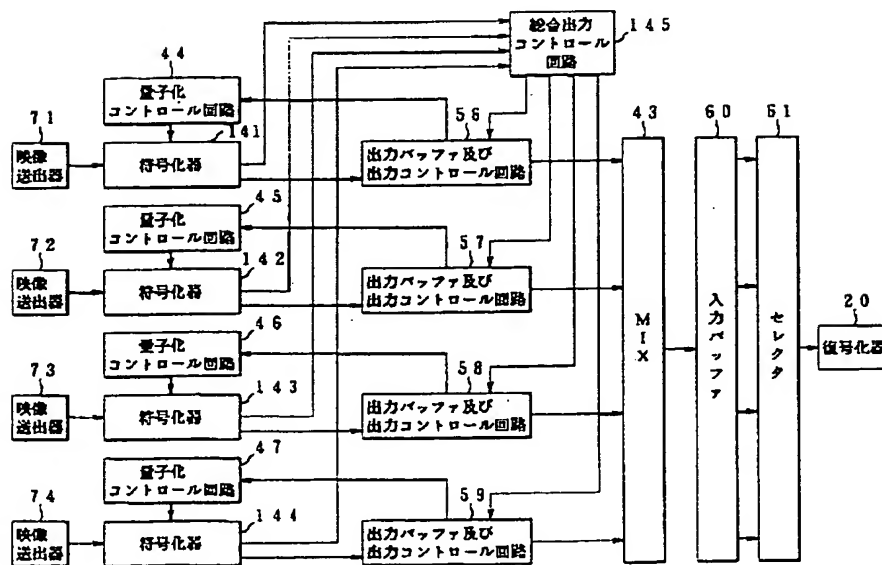 総合出力
コントロール
回路
145
44
量子化
コントロール回路
71
映像
送出器
141
符号化器
56
出力バッファ及び
出力コントロール回路
43
MIX
60
入力バッファ
61
セレクタ
45
量子化
コントロール回路
72
映像
送出器
142
符号化器
57
出力バッファ及び
出力コントロール回路
20
復号化器
46
量子化
コントロール回路
73
映像
送出器
143
符号化器
58
出力バッファ及び
出力コントロール回路
47
量子化
コントロール回路
74
映像
送出器
144
符号化器
59
出力バッファ及び
出力コントロール回路